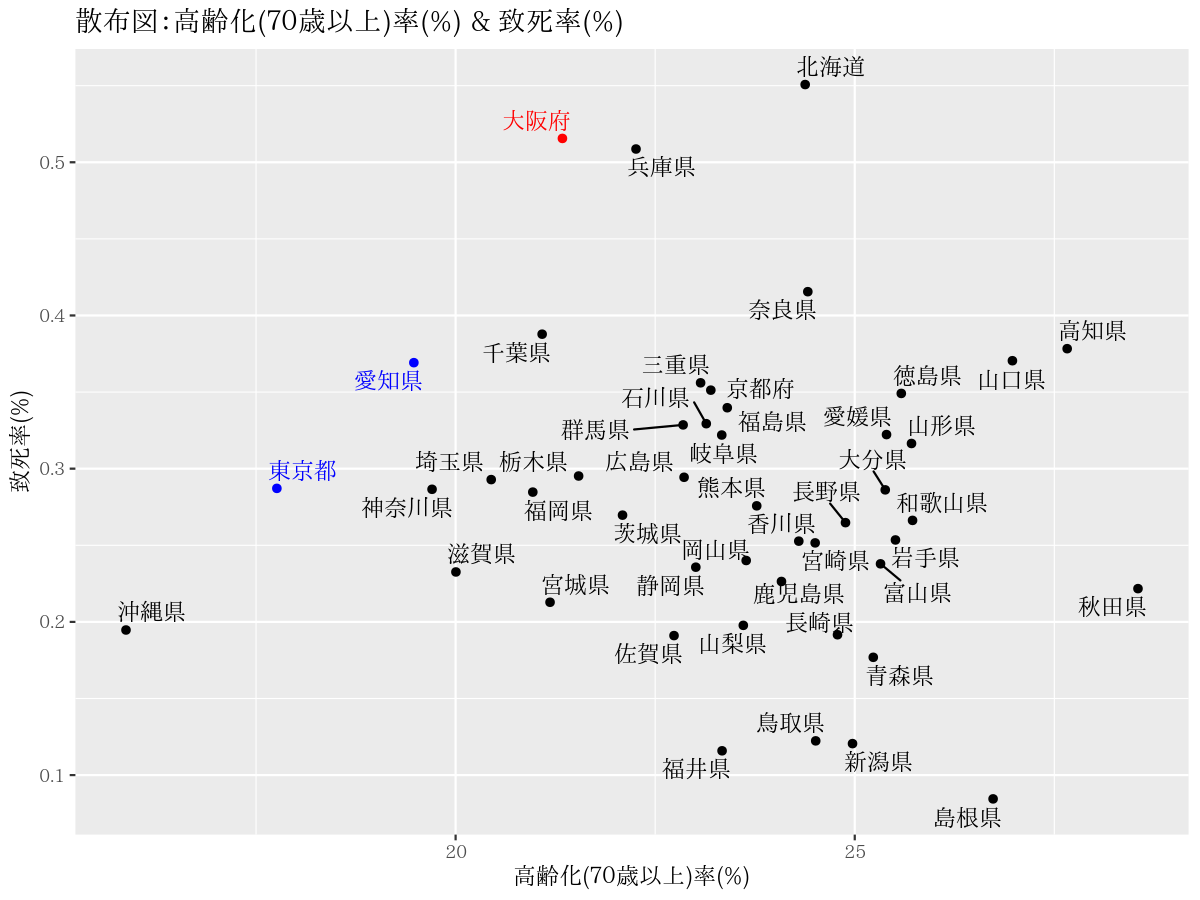 散布図:高齢化(70歳以上)率(%) & 致死率(%)
北海道
大阪府
兵庫県
0.5
奈良県
0.4
高知県
千葉県
三重県
愛知県
徳島県
山口県
京都府
石川県
愛媛県
福島県
山形県
群馬県
岐阜県
大分県
東京都
埼玉県
栃木県
広島県
0.3
熊本県
長野県
和歌山県
神奈川県
福岡県
香川県
茨城県
岡山県
滋賀県
宮崎県
岩手県
宮城県
静岡県
鹿児島県
富山県
秋田県
沖縄県
0.2
長崎県
佐賀県
山梨県
青森県
鳥取県
福井県
新潟県
0.1
島根県
致死率(%)
20
25
高齢化(70歳以上)率(%)